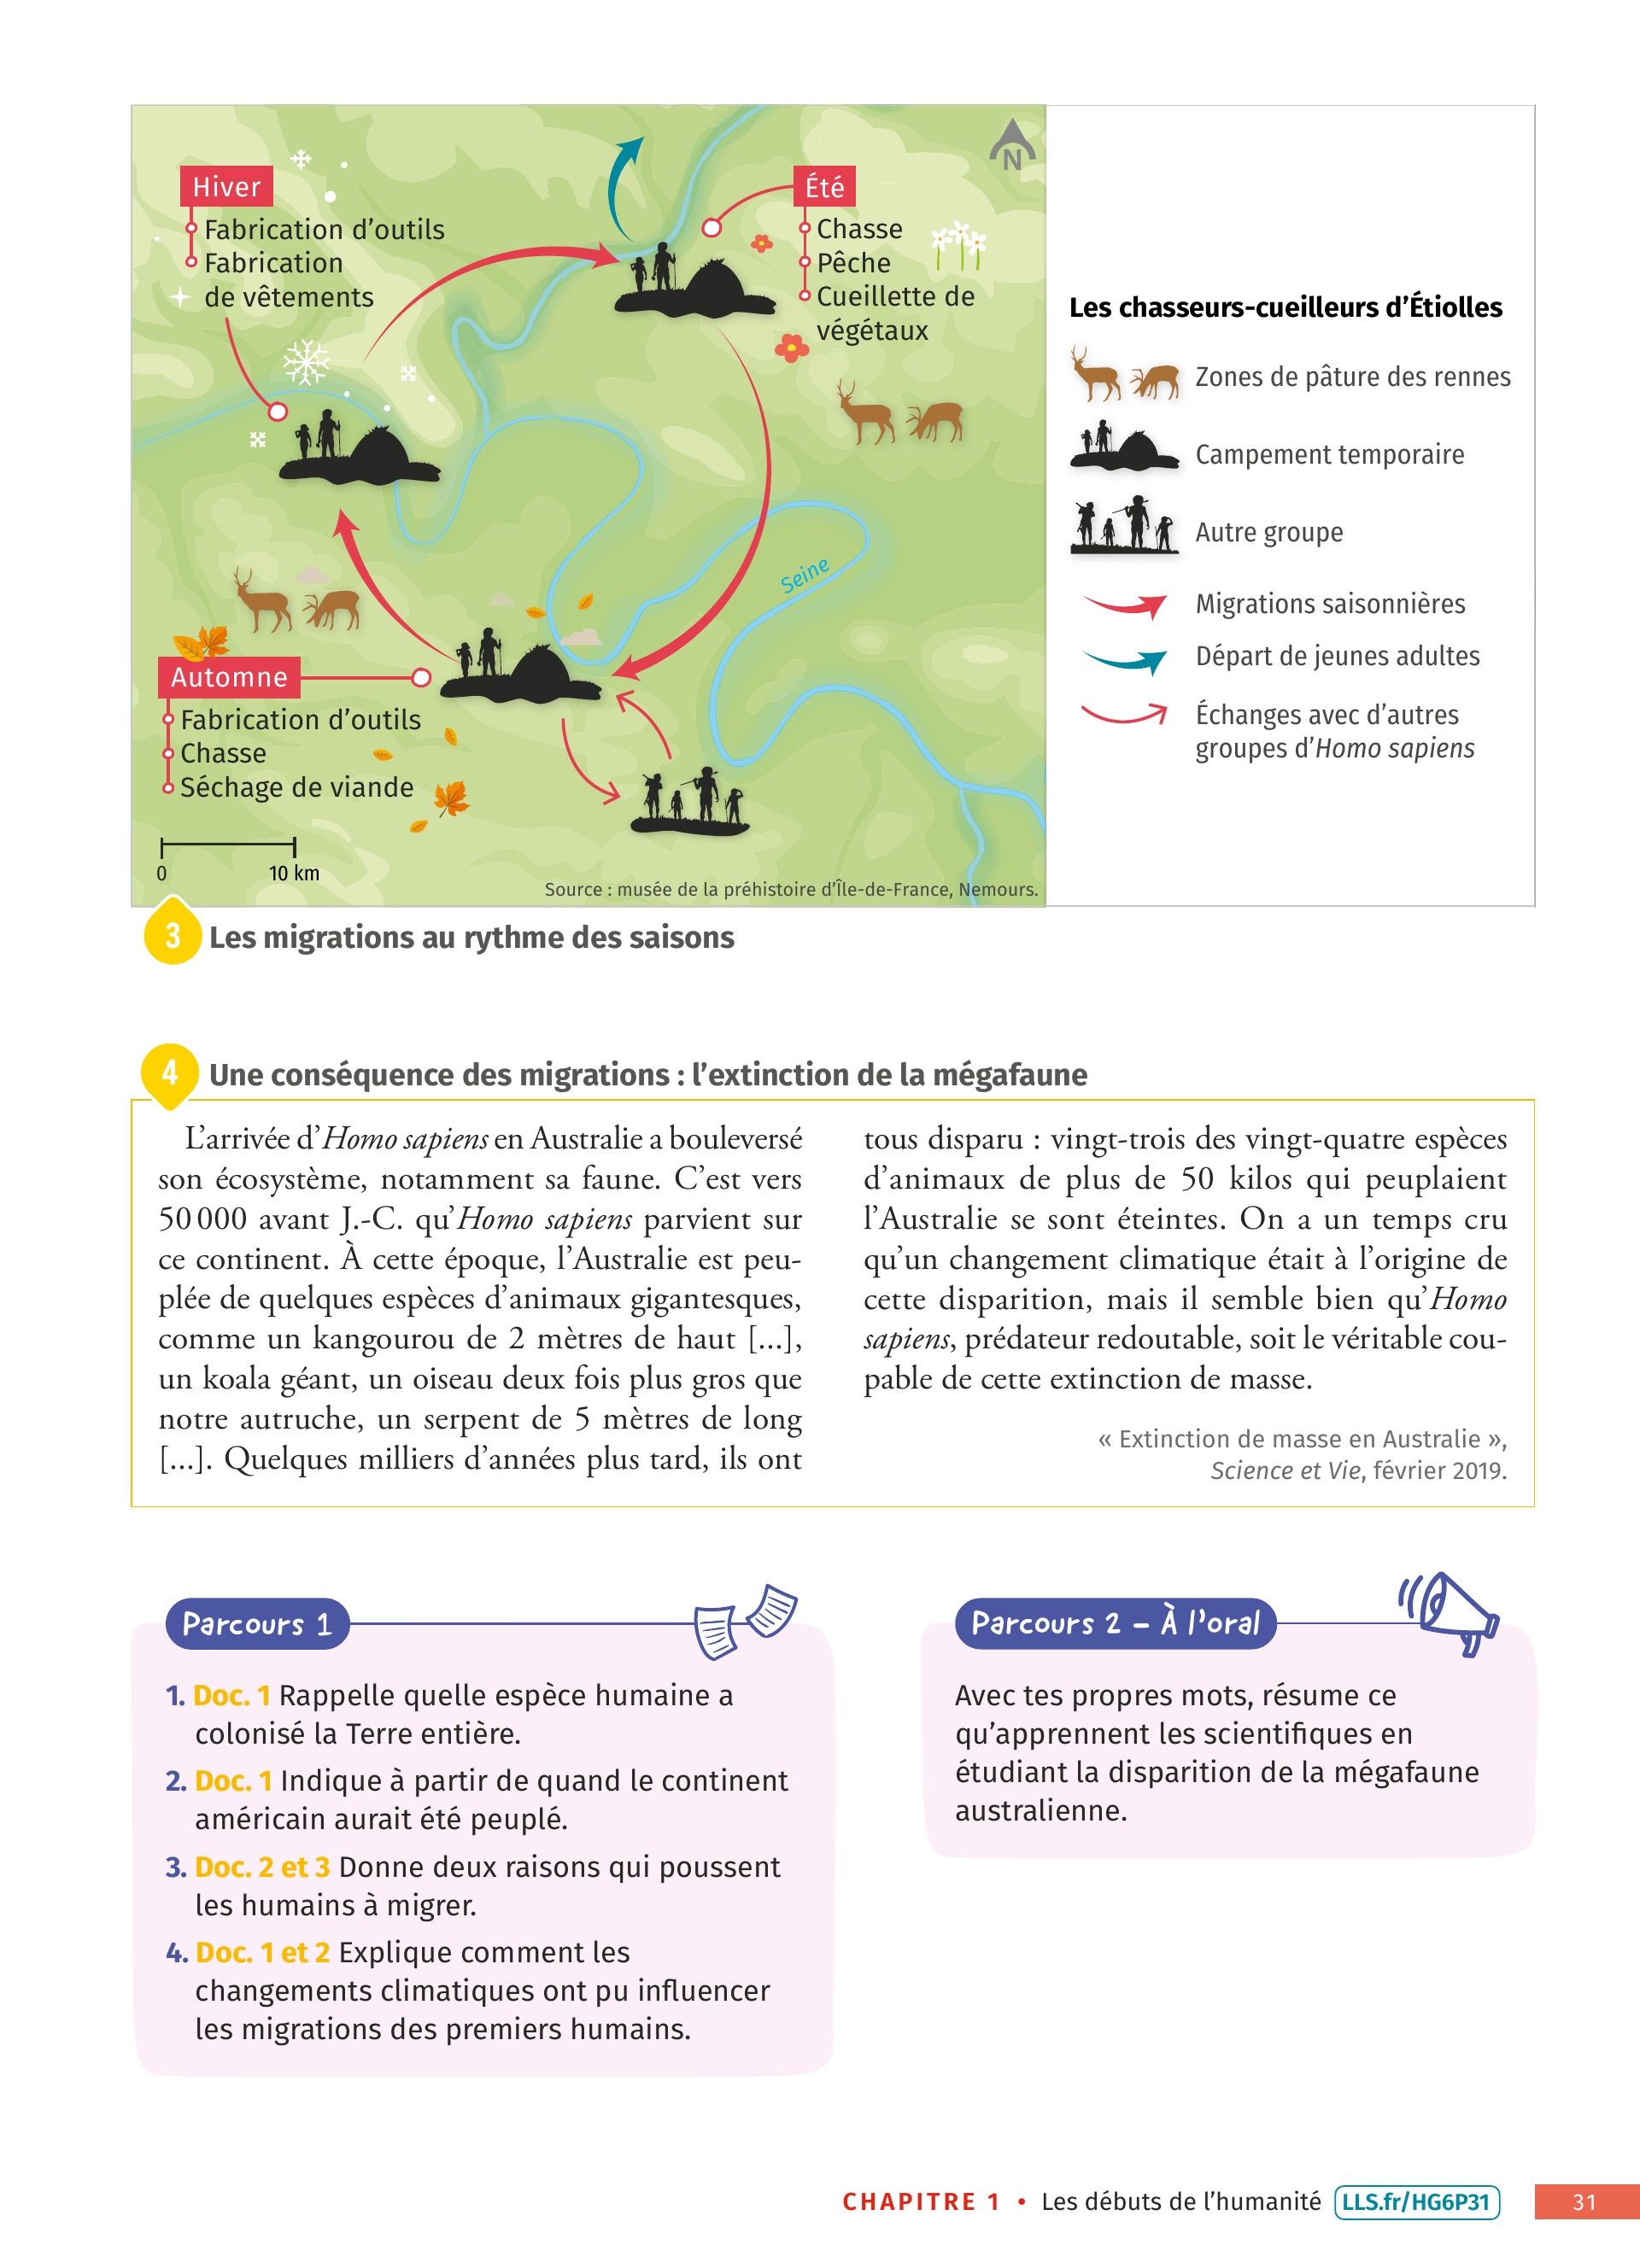 N
Hiver
Fabrication d'outils
Fabrication
de vêtements
Été
Chasse
Pêche
Cueillette de
végétaux
Seine
Automne
Fabrication d'outils
Chasse
Séchage de viande
0
10 km
Source : musée de la préhistoire d'Île-de-France, Nemours.
Les chasseurs-cueilleurs d'Étiolles
Zones de pâture des rennes
Campement temporaire
Autre groupe
Migrations saisonnières
Départ de jeunes adultes
Échanges avec d'autres
groupes d'Homo sapiens
3 Les migrations au rythme des saisons
4 Une conséquence des migrations : l'extinction de la mégafaune
L'arrivée d'Homo sapiens en Australie a bouleversé
son écosystème, notamment sa faune. C'est vers
50 000 avant J.-C. qu'Homo sapiens parvient sur
ce continent. À cette époque, l'Australie est peu-
plée de quelques espèces d'animaux gigantesques,
comme un kangourou de 2 mètres de haut [...],
un koala géant, un oiseau deux fois plus gros que
notre autruche, un serpent de 5 mètres de long
[...]. Quelques milliers d'années plus tard, ils ont
tous disparu : vingt-trois des vingt-quatre espèces
d'animaux de plus de 50 kilos qui peuplaient
l'Australie se sont éteintes. On a un temps cru
qu'un changement climatique était à l'origine de
cette disparition, mais il semble bien qu'Homo
sapiens, prédateur redoutable, soit le véritable cou-
pable de cette extinction de masse.
« Extinction de masse en Australie »,
Science et Vie, février 2019.
Parcours 1
1. Doc. 1 Rappelle quelle espèce humaine a
colonisé la Terre entière.
2. Doc. 1 Indique à partir de quand le continent
américain aurait été peuplé.
3. Doc. 2 et 3 Donne deux raisons qui poussent
les humains à migrer.
4. Doc. 1 et 2 Explique comment les
changements climatiques ont pu influencer
les migrations des premiers humains.
Parcours 2 – À l'oral
Avec tes propres mots, résume ce
qu'apprennent les scientifiques en
étudiant la disparition de la mégafaune
australienne.
CHAPITRE 1 • Les débuts de l'humanité LLS.fr/HG6P31 31